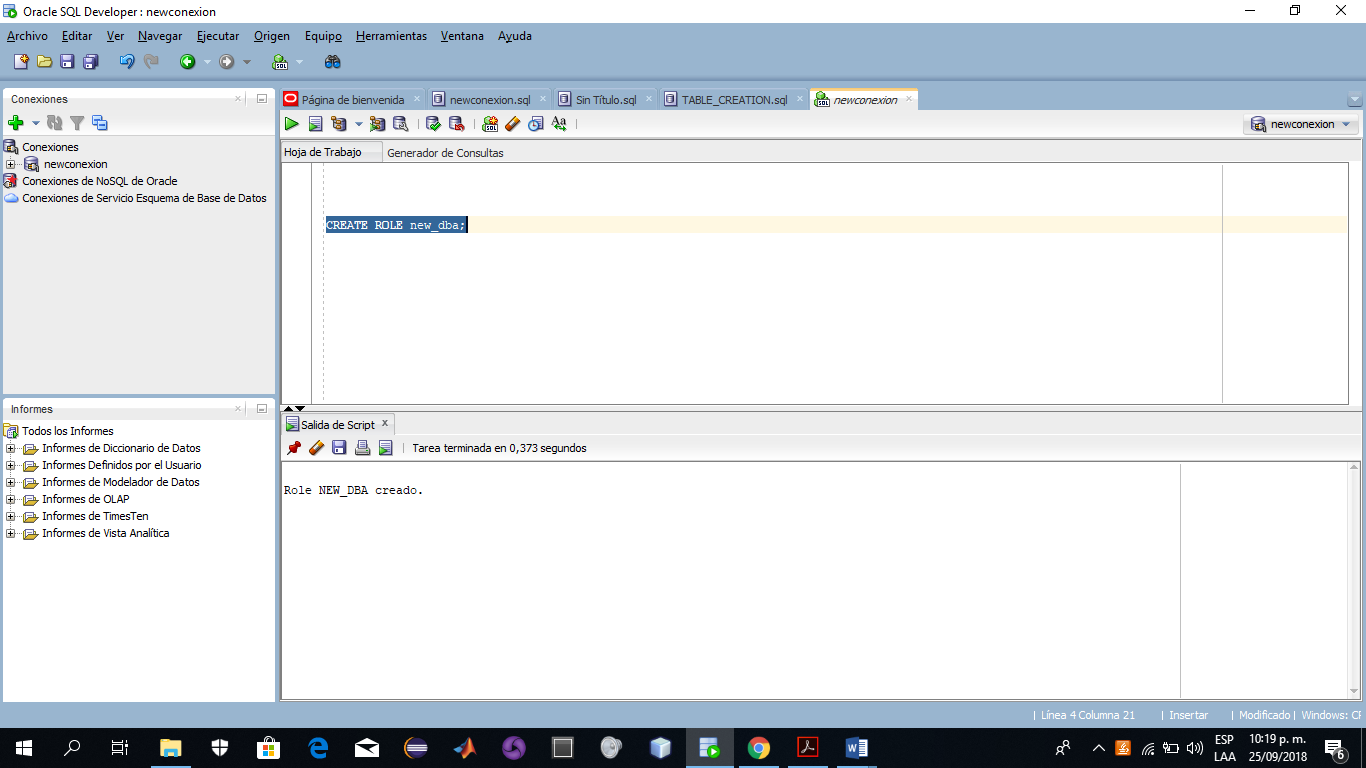 Oracle SQL Developer : newconexion
Archivo Editar Ver Navegar Ejecutar Origen Equipo Herramientas Ventana Ayuda
Conexiones
Conexiones
newconexion
Conexiones de NoSQL de Oracle
Conexiones de Servicio Esquema de Base de Datos
Informes
Todos los Informes
Informes de Diccionario de Datos
Informes Definidos por el Usuario
Informes de Modelador de Datos
Informes de OLAP
Informes de TimesTen
Informes de Vista Analítica
Página de bienvenida newconexion.sql Sin Título.sql TABLE_CREATION.sql newconexion
newconexion
Hoja de Trabajo Generador de Consultas
CREATE ROLE new_dba;
Salida de Script
Tarea terminada en 0,373 segundos
Role NEW_DBA creado.
Línea 4 Columna 21 Insertar Modificado Windows: CF
ESP 10:19 p. m.
LAA 25/09/2018
6